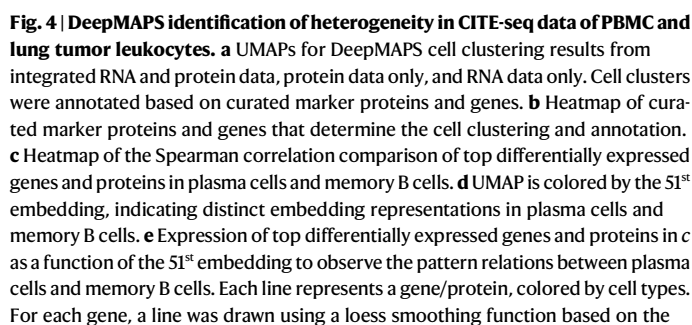 Fig. 4 | DeepMAPS identification of heterogeneity in CITE-seq data of PBMC and
lung tumor leukocytes. a UMAPs for DeepMAPS cell clustering results from
integrated RNA and protein data, protein data only, and RNA data only. Cell clusters
were annotated based on curated marker proteins and genes. b Heatmap of cura-
ted marker proteins and genes that determine the cell clustering and annotation.
c Heatmap of the Spearman correlation comparison of top differentially expressed
genes and proteins in plasma cells and memory B cells. d UMAP is colored by the 51st
embedding, indicating distinct embedding representations in plasma cells and
memory B cells. e Expression of top differentially expressed genes and proteins in c
as a function of the 51st embedding to observe the pattern relations between plasma
cells and memory B cells. Each line represents a gene/protein, colored by cell types.
For each gene, a line was drawn using a loess smoothing function based on the